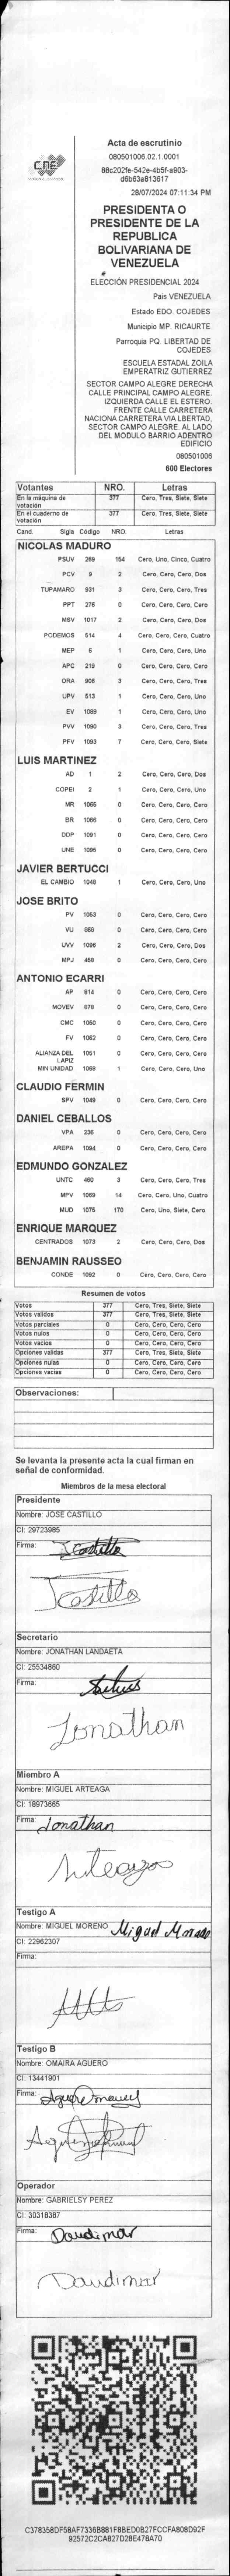 CNE
Acta de escrutinio
080501006.02.1.0001
88c202fe-542e-4b5f-a903-
d6b63a813617
28/07/2024 07:11:34 PM
PRESIDENTA O
PRESIDENTE DE LA
REPUBLICA
BOLIVARIANA DE
VENEZUELA
ELECCIÓN PRESIDENCIAL 2024
Pais VENEZUELA
Estado EDO. COJEDES
Municipio MP. RICAURTE
Parroquia PQ. LIBERTAD DE
COJEDES
ESCUELA ESTADAL ZOILA
EMPERATRIZ GUTIERREZ
SECTOR CAMPO ALEGRE DERECHA
CALLE PRINCIPAL CAMPO ALEGRE.
IZQUIERDA CALLE EL ESTERO.
FRENTE CALLE CARRETERA
NACIONA CARRETERA VIA LBERTAD.
SECTOR CAMPO ALEGRE. AL LADO
DEL MODULO BARRIO ADENTRO
EDIFICIO
080501006
600 Electores
Votantes NRO. Letras
En la máquina de votación 377 Cero, Tres, Siete, Siete
En el cuaderno de votación 377 Cero, Tres, Siete, Siete
Cand. Sigla Código NRO. Letras
NICOLAS MADURO
PSUV 269 154 Cero, Uno, Cinco, Cuatro
PCV 9 2 Cero, Cero, Cero, Dos
TUPAMARO 931 3 Cero, Cero, Cero, Tres
PPT 276 0 Cero, Cero, Cero, Cero
MSV 1017 2 Cero, Cero, Cero, Dos
PODEMOS 514 4 Cero, Cero, Cero, Cuatro
MEP 6 1 Cero, Cero, Cero, Uno
APC 219 0 Cero, Cero, Cero, Cero
ORA 906 3 Cero, Cero, Cero, Tres
UPV 513 1 Cero, Cero, Cero, Uno
EV 1089 1 Cero, Cero, Cero, Uno
PVV 1090 3 Cero, Cero, Cero, Tres
PFV 1093 7 Cero, Cero, Cero, Siete
LUIS MARTINEZ
AD 1 2 Cero, Cero, Cero, Dos
COPEI 2 1 Cero, Cero, Cero, Uno
MR 1065 0 Cero, Cero, Cero, Cero
BR 1066 0 Cero, Cero, Cero, Cero
DDP 1091 0 Cero, Cero, Cero, Cero
UNE 1095 0 Cero, Cero, Cero, Cero
JAVIER BERTUCCI
EL CAMBIO 1048 1 Cero, Cero, Cero, Uno
JOSE BRITO
PV 1053 0 Cero, Cero, Cero, Cero
VU 989 0 Cero, Cero, Cero, Cero
UVV 1096 2 Cero, Cero, Cero, Dos
MPJ 458 0 Cero, Cero, Cero, Cero
ANTONIO ECARRI
AP 814 0 Cero, Cero, Cero, Cero
MOVEV 878 0 Cero, Cero, Cero, Cero
CMC 1050 0 Cero, Cero, Cero, Cero
FV 1062 0 Cero, Cero, Cero, Cero
ALIANZA DEL LAPIZ 1051 0 Cero, Cero, Cero, Cero
MIN UNIDAD 1069 1 Cero, Cero, Cero, Uno
CLAUDIO FERMIN
SPV 1049 0 Cero, Cero, Cero, Cero
DANIEL CEBALLOS
VPA 236 0 Cero, Cero, Cero, Cero
AREPA 1094 0 Cero, Cero, Cero, Cero
EDMUNDO GONZALEZ
UNTC 460 3 Cero, Cero, Cero, Tres
MPV 1069 14 Cero, Cero, Uno, Cuatro
MUD 1075 170 Cero, Uno, Siete, Cero
ENRIQUE MARQUEZ
CENTRADOS 1073 2 Cero, Cero, Cero, Dos
BENJAMIN RAUSSEO
CONDE 1092 0 Cero, Cero, Cero, Cero
Resumen de votos
Votos 377 Cero, Tres, Siete, Siete
Votos validos 377 Cero, Tres, Siete, Siete
Votos parciales 0 Cero, Cero, Cero, Cero
Votos nulos 0 Cero, Cero, Cero, Cero
Votos vacios 0 Cero, Cero, Cero, Cero
Opciones validas 377 Cero, Tres, Siete, Siete
Opciones nulas 0 Cero, Cero, Cero, Cero
Opciones vacias 0 Cero, Cero, Cero, Cero
Observaciones:
Se levanta la presente acta la cual firman en
señal de conformidad.
Miembros de la mesa electoral
Presidente
Nombre: JOSE CASTILLO
CI: 29723985
Firma: J Castillo
J Castillo
Secretario
Nombre: JONATHAN LANDAETA
CI: 25534860
Firma:
Jonathan
Miembro A
Nombre: MIGUEL ARTEAGA
CI: 18973665
Firma: Jonathan
Arteaga
Testigo A
Nombre: MIGUEL MORENO Miguel Moreno
CI: 22962307
Firma:
Testigo B
Nombre: OMAIRA AGUERO
CI: 13441901
Firma:
Operador
Nombre: GABRIELSY PEREZ
CI: 30318387
Firma: Daudimar
Daudimar
C378358DF58AF7336B881F8BED0B27FCCFA808D92F
92572C2CA827D28E478A70